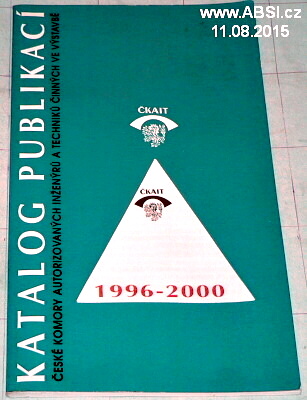 www.ABSI.cz
11.08.2015
KATALOG PUBLIKACÍ
ČESKÉ KOMORY AUTORIZOVANÝCH INŽENÝRŮ A TECHNIKŮ ČINNÝCH VE VÝSTAVBĚ
ČKAIT
ČKAIT
1996-2000